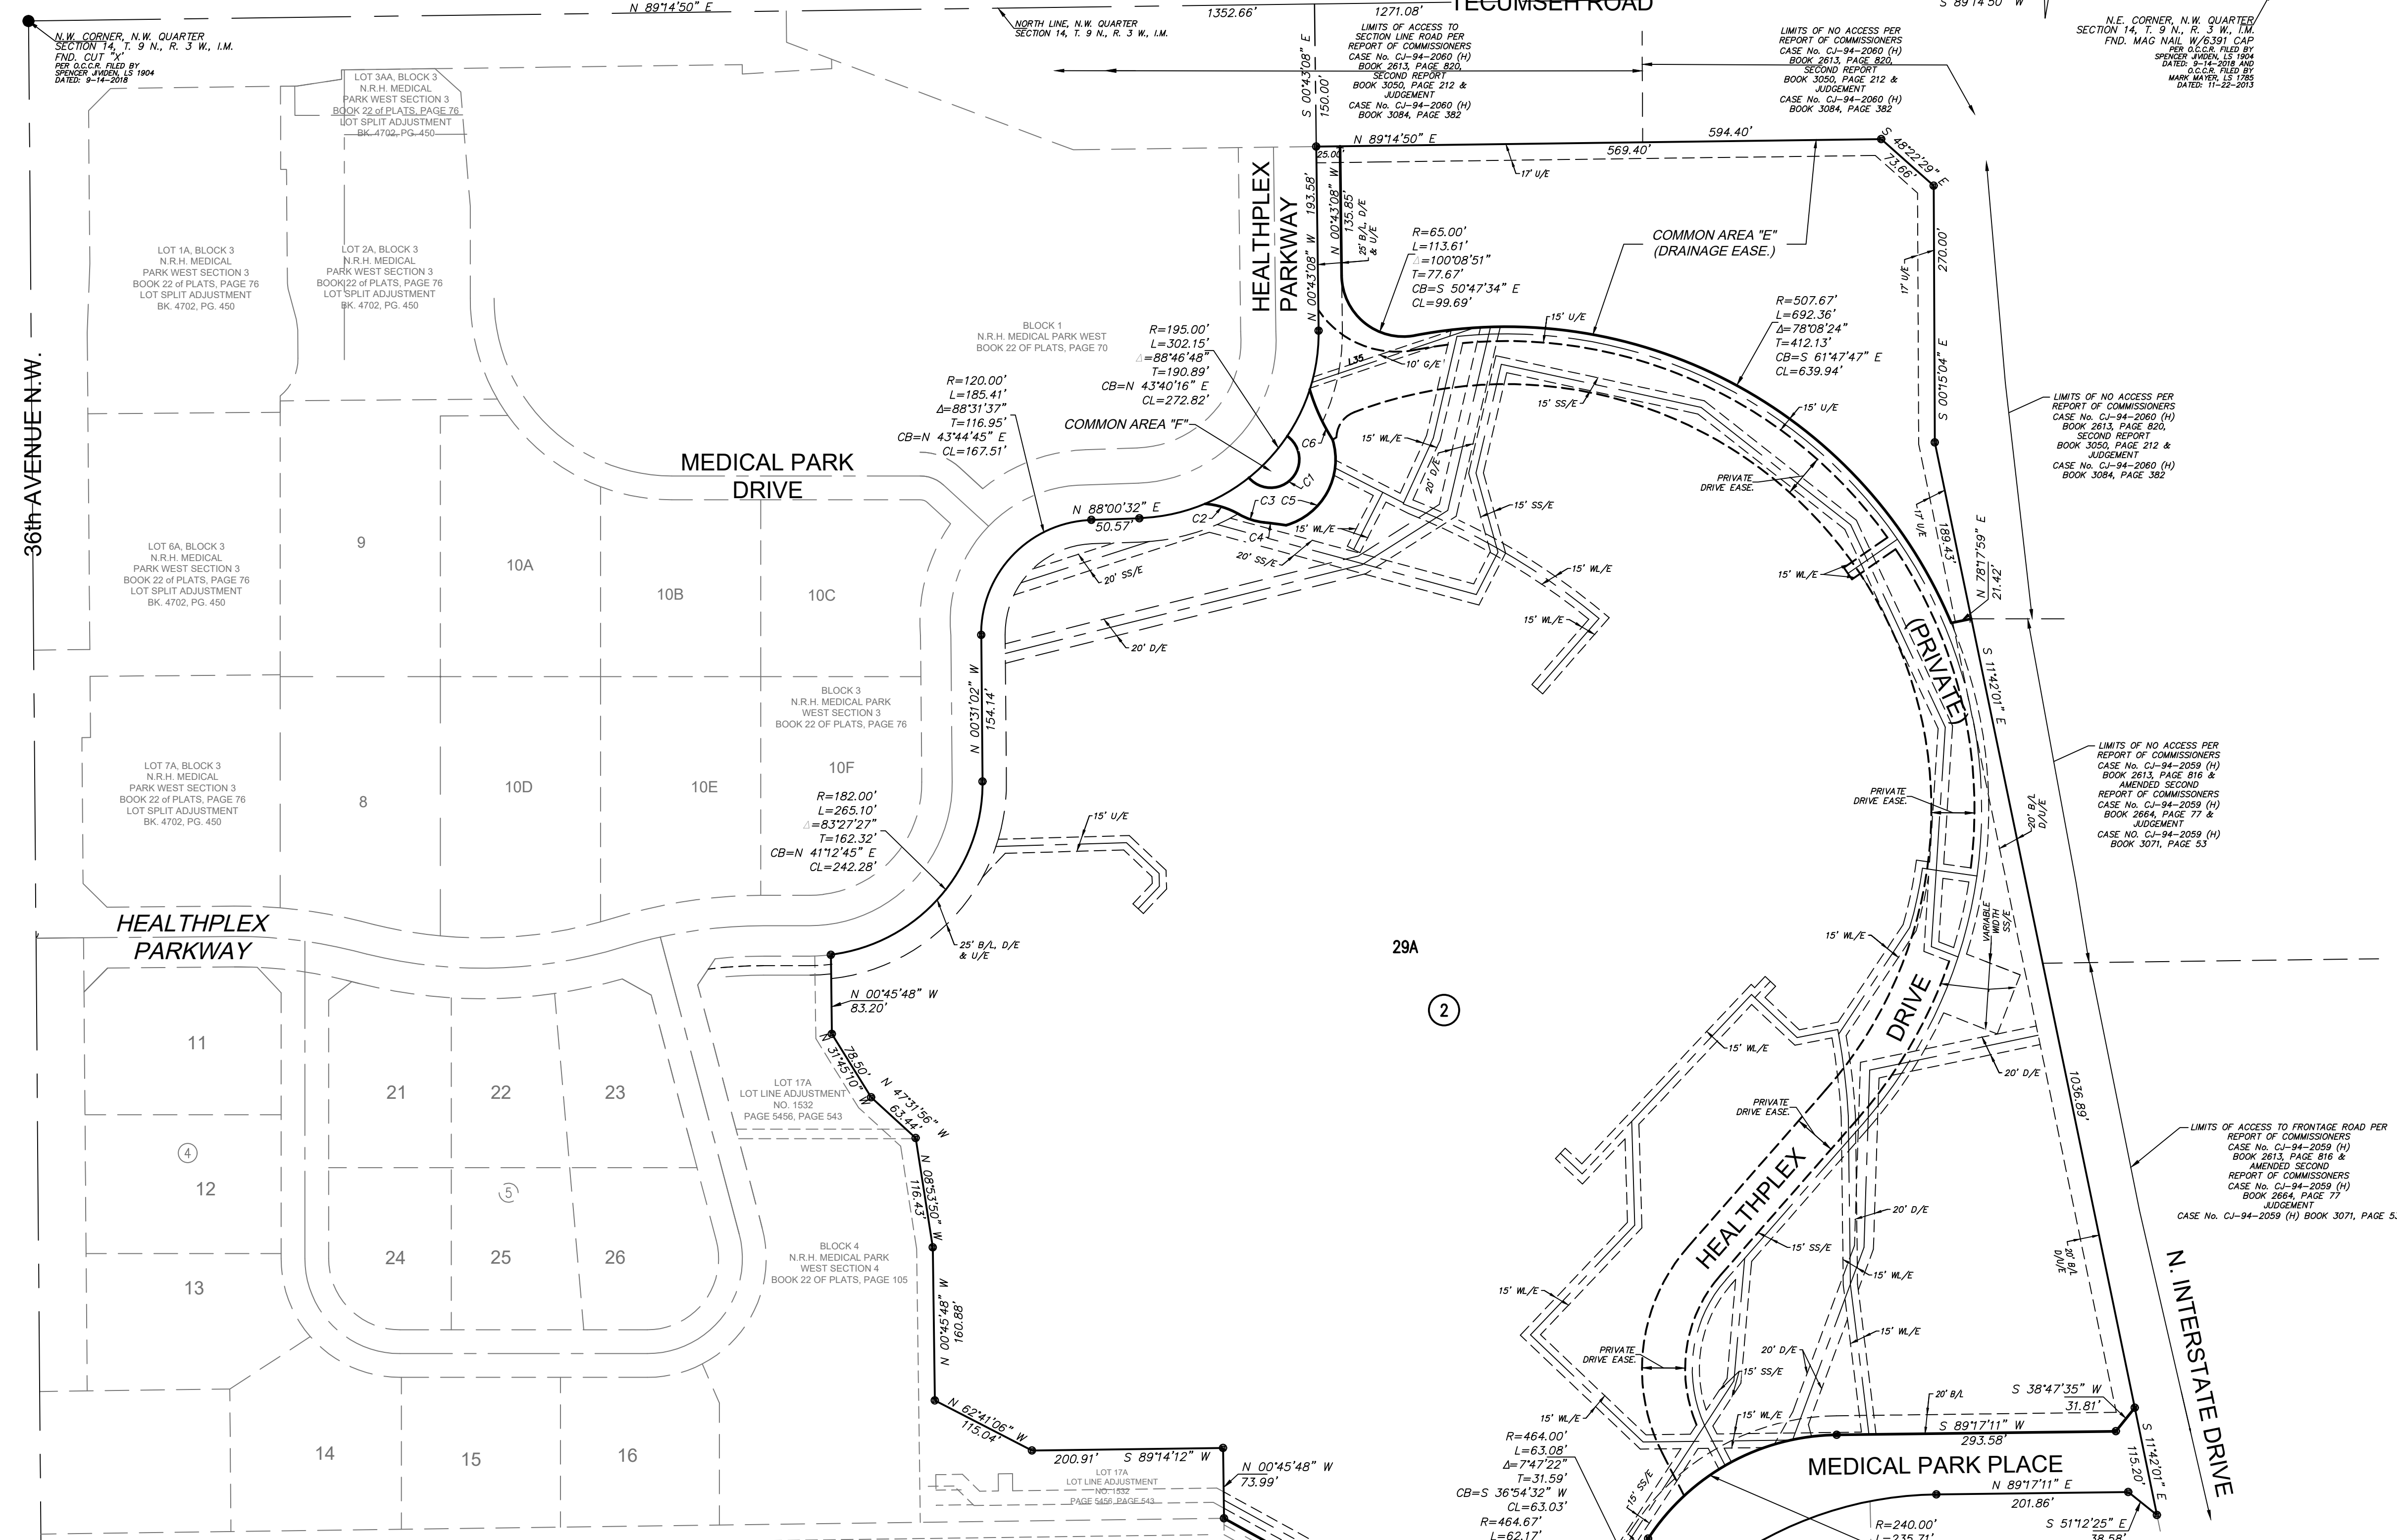 N 89°14'50" E
1352.66'
1271.08'
TECUMSEH ROAD
S 89°14'50" W
N.W. CORNER, N.W. QUARTER
SECTION 14, T. 9 N., R. 3 W., I.M.
FND. CUT "X"
PER O.C.C.R. FILED BY
SPENCER JIVIDEN, LS 1904
DATED: 9-14-2018
NORTH LINE, N.W. QUARTER
SECTION 14, T. 9 N., R. 3 W., I.M.
S 00°43'08" E
150.00'
LIMITS OF ACCESS TO
SECTION LINE ROAD PER
REPORT OF COMMISSIONERS
CASE No. CJ-94-2060 (H)
BOOK 2613, PAGE 820,
SECOND REPORT
BOOK 3050, PAGE 212 &
JUDGEMENT
CASE No. CJ-94-2060 (H)
BOOK 3084, PAGE 382
LIMITS OF NO ACCESS PER
REPORT OF COMMISSIONERS
CASE No. CJ-94-2060 (H)
BOOK 2613, PAGE 820,
SECOND REPORT
BOOK 3050, PAGE 212 &
JUDGEMENT
CASE No. CJ-94-2060 (H)
BOOK 3084, PAGE 382
N.E. CORNER, N.W. QUARTER
SECTION 14, T. 9 N., R. 3 W., I.M.
FND. MAG NAIL W/6391 CAP
PER O.C.C.R. FILED BY
SPENCER JIVIDEN, LS 1904
DATED: 9-14-2018 AND
O.C.C.R. FILED BY
MARK MAYER, LS 1785
DATED: 11-22-2013
LOT 3AA, BLOCK 3
N.R.H. MEDICAL
PARK WEST SECTION 3
BOOK 22 of PLATS, PAGE 76
LOT SPLIT ADJUSTMENT
BK. 4702, PG. 450
N 89°14'50" E
594.40'
25.00'
569.40'
17' U/E
S 48°22'29" E
73.66'
HEALTHPLEX
PARKWAY
N 00°43'08" W 193.58'
N 00°43'08" W
135.85'
25' B/L, D/E
& U/E
R=65.00'
L=113.61'
Δ=100°08'51"
T=77.67'
CB=S 50°47'34" E
CL=99.69'
COMMON AREA "E"
(DRAINAGE EASE.)
17' U/E
270.00'
S 00°15'04" E
LOT 1A, BLOCK 3
N.R.H. MEDICAL
PARK WEST SECTION 3
BOOK 22 of PLATS, PAGE 76
LOT SPLIT ADJUSTMENT
BK. 4702, PG. 450
LOT 2A, BLOCK 3
N.R.H. MEDICAL
PARK WEST SECTION 3
BOOK 22 of PLATS, PAGE 76
LOT SPLIT ADJUSTMENT
BK. 4702, PG. 450
36th AVENUE N.W.
BLOCK 1
N.R.H. MEDICAL PARK WEST
BOOK 22 OF PLATS, PAGE 70
R=195.00'
L=302.15'
Δ=88°46'48"
T=190.89'
CB=N 43°40'16" E
CL=272.82'
15' U/E
L35
10' G/E
R=507.67'
L=692.36'
Δ=78°08'24"
T=412.13'
CB=S 61°47'47" E
CL=639.94'
R=120.00'
L=185.41'
Δ=88°31'37"
T=116.95'
CB=N 43°44'45" E
CL=167.51'
COMMON AREA "F"
15' SS/E
15' U/E
C6
C1
15' WL/E
20' D/E
LIMITS OF NO ACCESS PER
REPORT OF COMMISSIONERS
CASE No. CJ-94-2060 (H)
BOOK 2613, PAGE 820,
SECOND REPORT
BOOK 3050, PAGE 212 &
JUDGEMENT
CASE No. CJ-94-2060 (H)
BOOK 3084, PAGE 382
MEDICAL PARK
DRIVE
PRIVATE
DRIVE EASE.
N 88°00'32" E
50.57'
C2
C3 C5
C4
15' WL/E
15' SS/E
17' U/E
189.43'
N 78°17'59" E
21.42'
20' SS/E
20' SS/E
15' WL/E
15' WL/E
15' WL/E
LOT 6A, BLOCK 3
N.R.H. MEDICAL
PARK WEST SECTION 3
BOOK 22 of PLATS, PAGE 76
LOT SPLIT ADJUSTMENT
BK. 4702, PG. 450
9
10A
10B
10C
20' D/E
(PRIVATE)
S 11°42'01" E
N 00°31'02" W
154.14'
BLOCK 3
N.R.H. MEDICAL PARK
WEST SECTION 3
BOOK 22 OF PLATS, PAGE 76
LOT 7A, BLOCK 3
N.R.H. MEDICAL
PARK WEST SECTION 3
BOOK 22 of PLATS, PAGE 76
LOT SPLIT ADJUSTMENT
BK. 4702, PG. 450
8
10D
10E
10F
R=182.00'
L=265.10'
Δ=83°27'27"
T=162.32'
CB=N 41°12'45" E
CL=242.28'
15' U/E
PRIVATE
DRIVE EASE.
20' B/L
D/U/E
LIMITS OF NO ACCESS PER
REPORT OF COMMISSIONERS
CASE No. CJ-94-2059 (H)
BOOK 2613, PAGE 816 &
AMENDED SECOND
REPORT OF COMMISSONERS
CASE No. CJ-94-2059 (H)
BOOK 2664, PAGE 77 &
JUDGEMENT
CASE NO. CJ-94-2059 (H)
BOOK 3071, PAGE 53
HEALTHPLEX
PARKWAY
25' B/L, D/E
& U/E
29A
2
15' WL/E
VARIABLE
WIDTH
SS/E
N 00°45'48" W
83.20'
DRIVE
11
21
22
23
78.50'
N 31°45'10" W
N 47°31'56" W
63.44'
LOT 17A
LOT LINE ADJUSTMENT
NO. 1532
PAGE 5456, PAGE 543
15' WL/E
20' D/E
1036.89'
PRIVATE
DRIVE EASE.
4
12
5
N 08°53'50" W
116.43'
HEALTHPLEX
20' D/E
15' SS/E
LIMITS OF ACCESS TO FRONTAGE ROAD PER
REPORT OF COMMISSIONERS
CASE No. CJ-94-2059 (H)
BOOK 2613, PAGE 816 &
AMENDED SECOND
REPORT OF COMMISSIONERS
CASE No. CJ-94-2059 (H)
BOOK 2664, PAGE 77
JUDGEMENT
CASE No. CJ-94-2059 (H) BOOK 3071, PAGE 53
24
25
26
13
BLOCK 4
N.R.H. MEDICAL PARK
WEST SECTION 4
BOOK 22 OF PLATS, PAGE 105
N 00°45'48" W
160.88'
15' WL/E
15' WL/E
20' B/L
D/U/E
15' WL/E
PRIVATE
DRIVE EASE.
20' D/E
15' SS/E
N. INTERSTATE DRIVE
20' B/L
S 38°47'35" W
31.81'
N 62°41'06" W
115.04'
200.91'
S 89°14'12" W
15' WL/E
15' WL/E
S 89°17'11" W
293.58'
14
15
16
LOT 17A
LOT LINE ADJUSTMENT
NO. 1532
PAGE 5456, PAGE 543
N 00°45'48" W
73.99'
R=464.00'
L=63.08'
Δ=7°47'22"
T=31.59'
CB=S 36°54'32" W
CL=63.03'
R=464.67'
L=62.17'
15' SS/E
MEDICAL PARK PLACE
N 89°17'11" E
201.86'
S 11°42'01" E
115.20'
R=240.00'
L=235.71'
S 51°12'25" E
38.58'